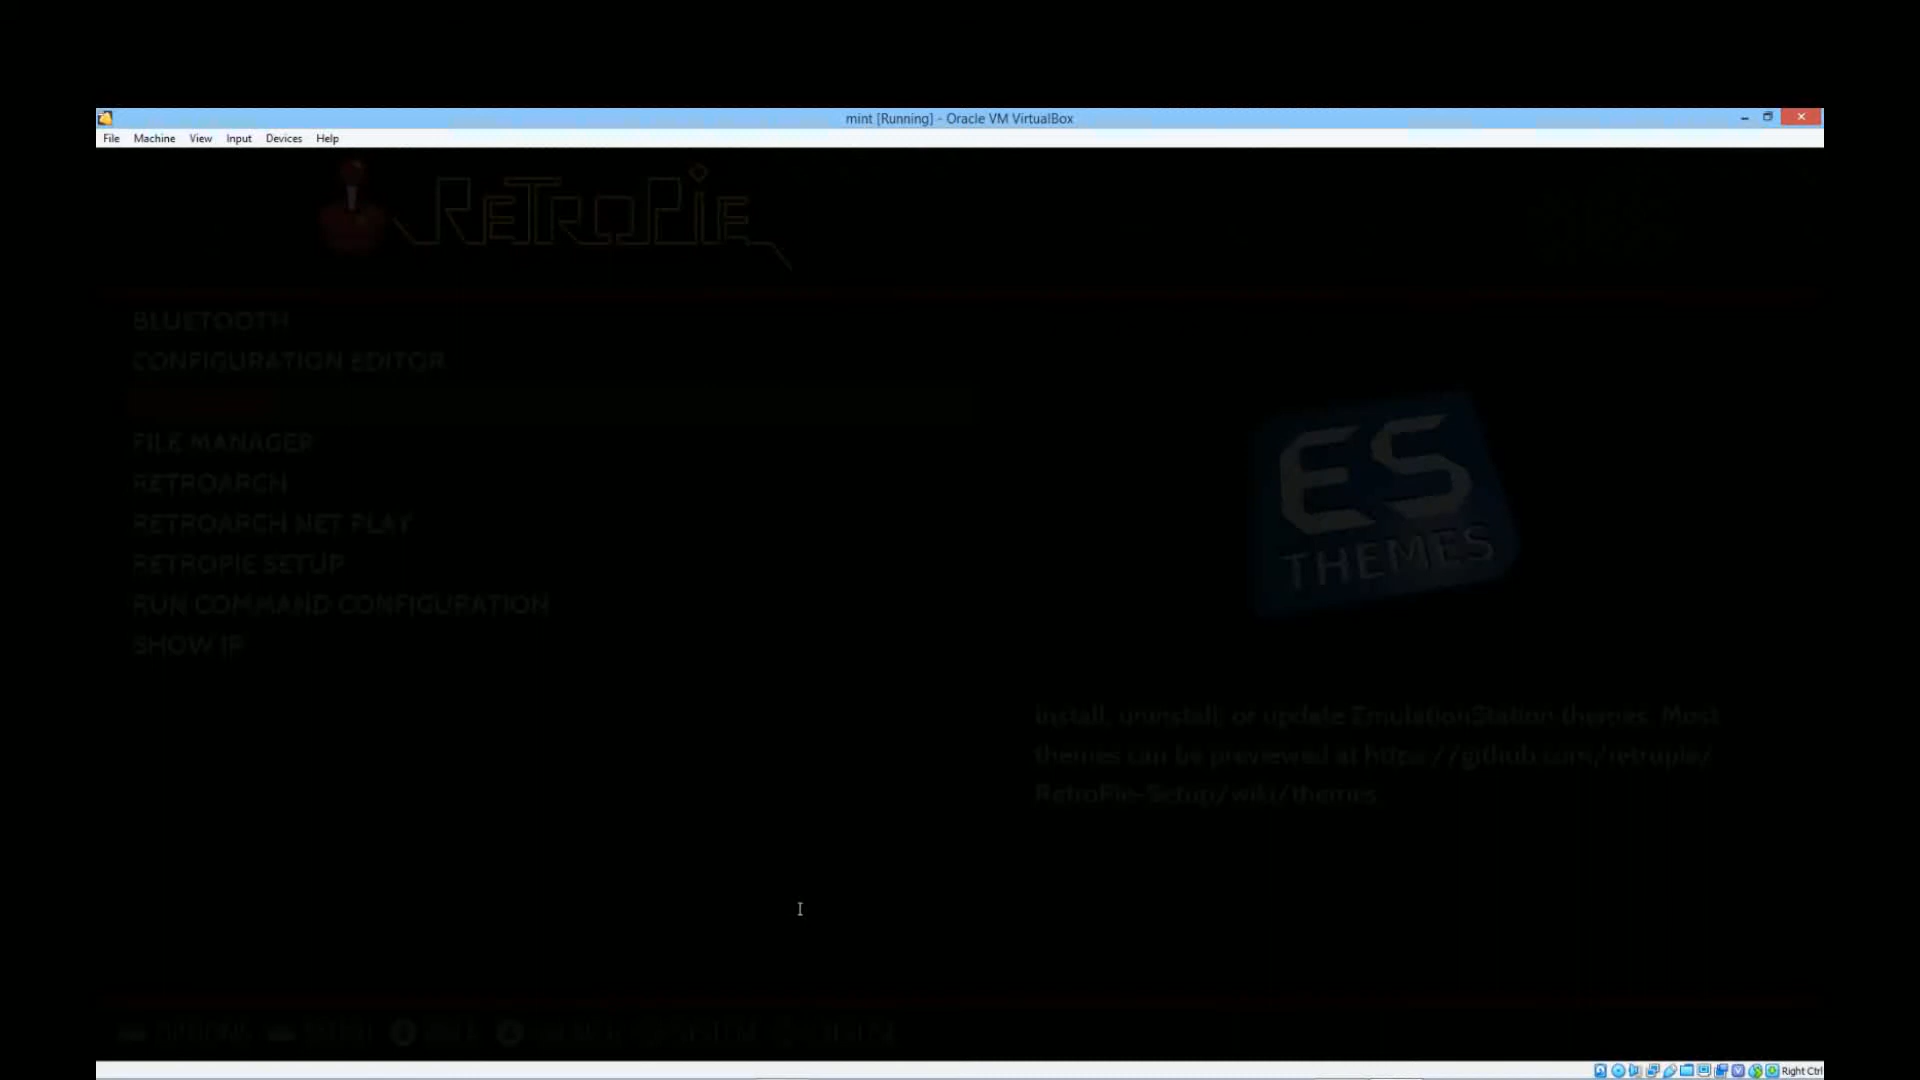 mint [Running] - Oracle VM VirtualBox
File Machine View Input Devices Help
RETROPIE
BLUETOOTH
CONFIGURATION EDITOR
FILE MANAGER
RETROARCH
RETROARCH NET PLAY
RETROPIE SETUP
RUN COMMAND CONFIGURATION
SHOW IP
ES
THEMES
Install, uninstall, or update EmulationStation themes. Most
themes can be previewed at https://github.com/retropie/
RetroPie-Setup/wiki/themes
OPTIONS
Right Ctrl